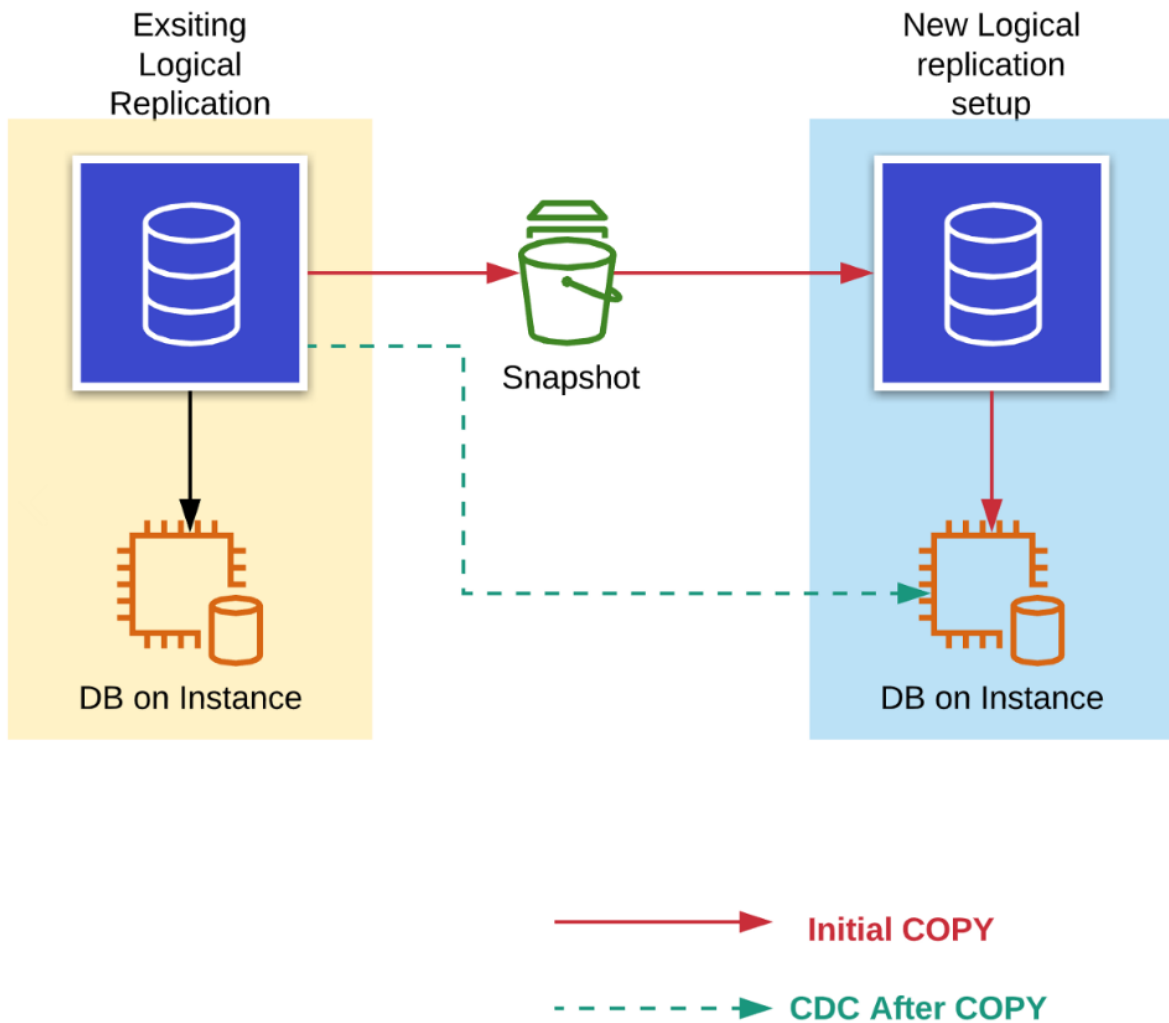 Exsiting
Logical
Replication
New Logical
replication
setup
Snapshot
DB on Instance
DB on Instance
Initial COPY
CDC After COPY